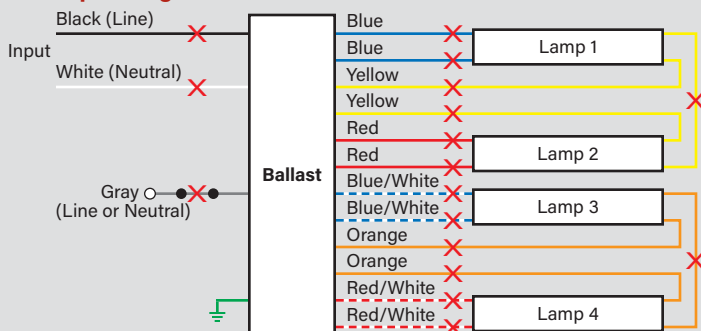 Black (Line)
Input
White (Neutral)
Gray
(Line or Neutral)
Ballast
Blue
Blue
Yellow
Yellow
Red
Red
Blue/White
Blue/White
Orange
Orange
Red/White
Red/White
Lamp 1
Lamp 2
Lamp 3
Lamp 4